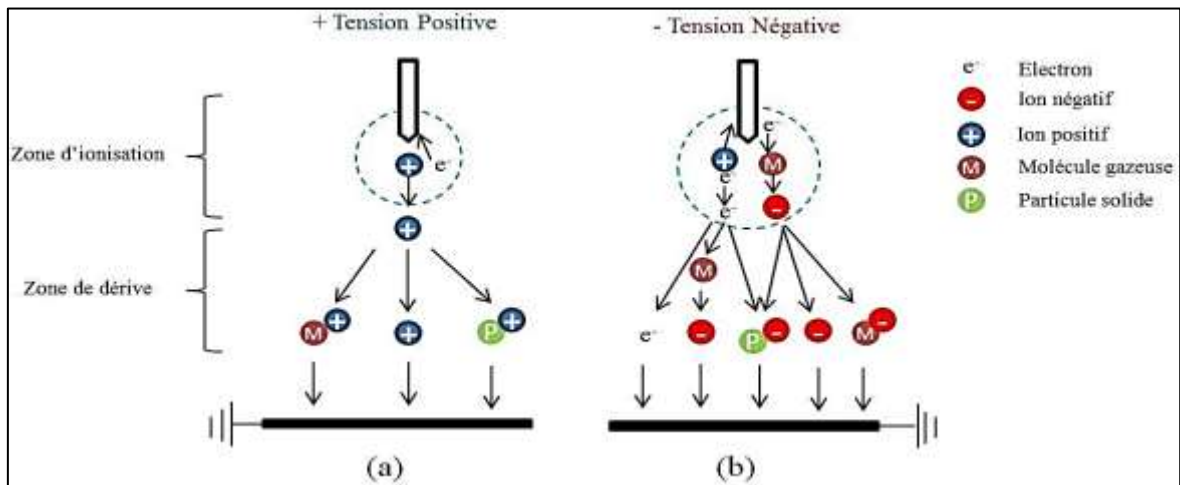 + Tension Positive
- Tension Négative
Zone d'ionisation
Zone de dérive
+
e-
+
M
+
+
P
+
(a)
e-
+
M
e-
e-
-
M
e-
-
P
-
-
M
-
(b)
e- Electron
- Ion négatif
+ Ion positif
M Molécule gazeuse
P Particule solide